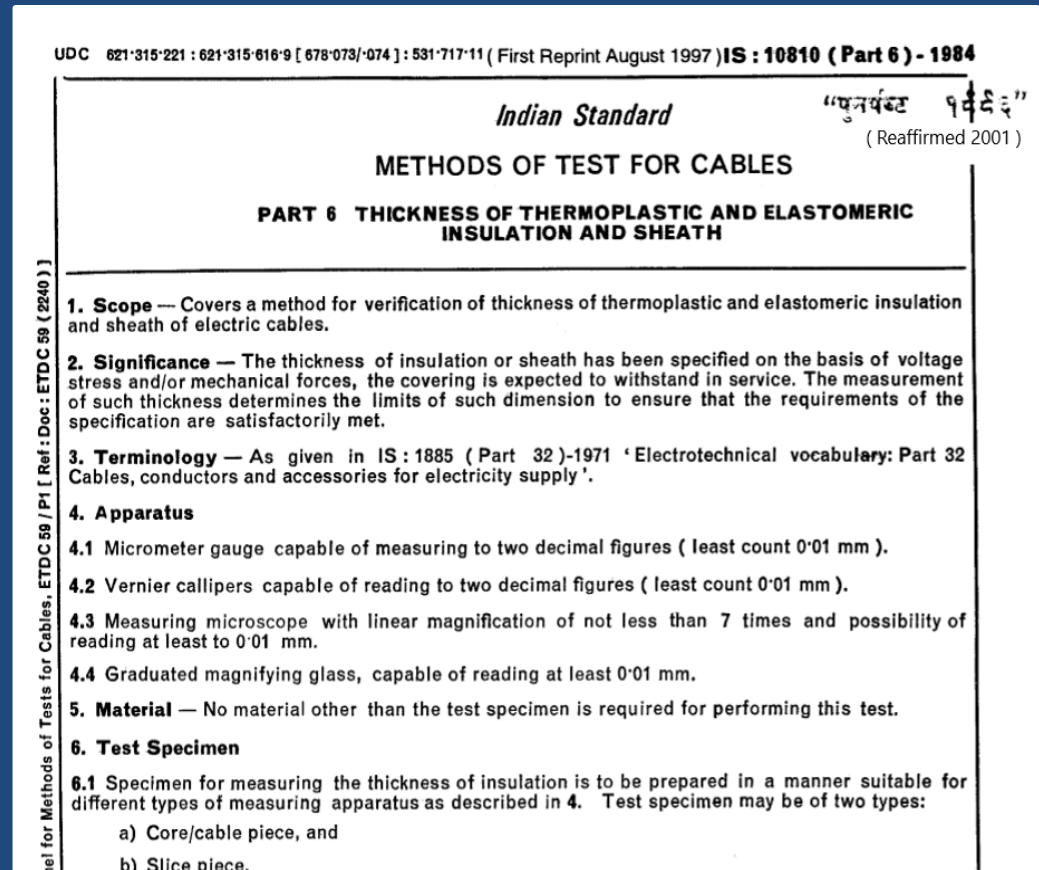 UDC 621·315·221 : 621·315·616·9 [ 678·073/·074 ] : 531·717·11 ( First Reprint August 1997 ) IS : 10810 ( Part 6 ) - 1984
Indian Standard
"पुनर्पुष्ट १९९६"
( Reaffirmed 2001 )
METHODS OF TEST FOR CABLES
PART 6 THICKNESS OF THERMOPLASTIC AND ELASTOMERIC
INSULATION AND SHEATH
1. Scope — Covers a method for verification of thickness of thermoplastic and elastomeric insulation
and sheath of electric cables.
2. Significance — The thickness of insulation or sheath has been specified on the basis of voltage
stress and/or mechanical forces, the covering is expected to withstand in service. The measurement
of such thickness determines the limits of such dimension to ensure that the requirements of the
specification are satisfactorily met.
3. Terminology — As given in IS : 1885 ( Part 32 )-1971 ‘ Electrotechnical vocabulary: Part 32
Cables, conductors and accessories for electricity supply ’.
4. Apparatus
4.1 Micrometer gauge capable of measuring to two decimal figures ( least count 0·01 mm ).
4.2 Vernier callipers capable of reading to two decimal figures ( least count 0·01 mm ).
4.3 Measuring microscope with linear magnification of not less than 7 times and possibility of
reading at least to 0·01 mm.
4.4 Graduated magnifying glass, capable of reading at least 0·01 mm.
5. Material — No material other than the test specimen is required for performing this test.
6. Test Specimen
6.1 Specimen for measuring the thickness of insulation is to be prepared in a manner suitable for
different types of measuring apparatus as described in 4. Test specimen may be of two types:
a) Core/cable piece, and
b) Slice piece.
for Methods of Tests for Cables, ETDC 59 / P1 [ Ref : Doc : ETDC 59 ( 2240 ) ]